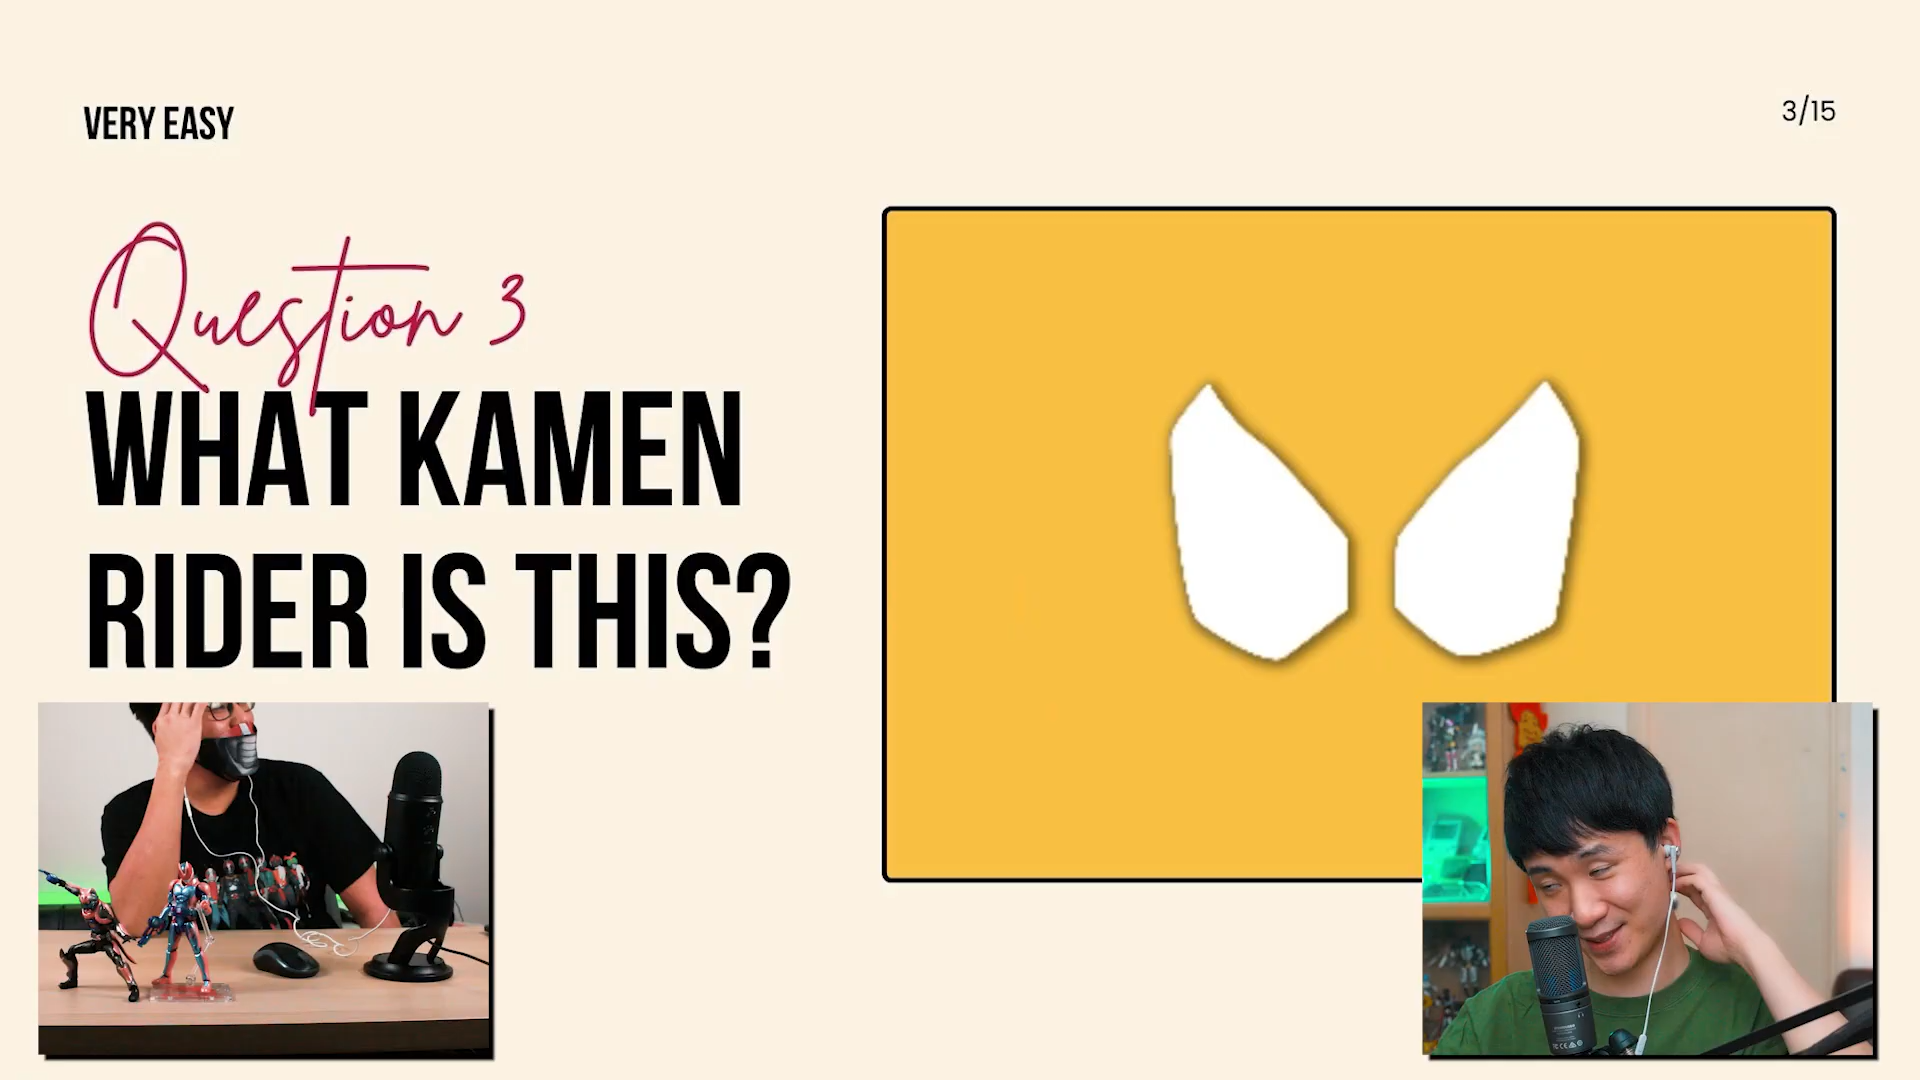 VERY EASY
3/15
Question 3
WHAT KAMEN
RIDER IS THIS?